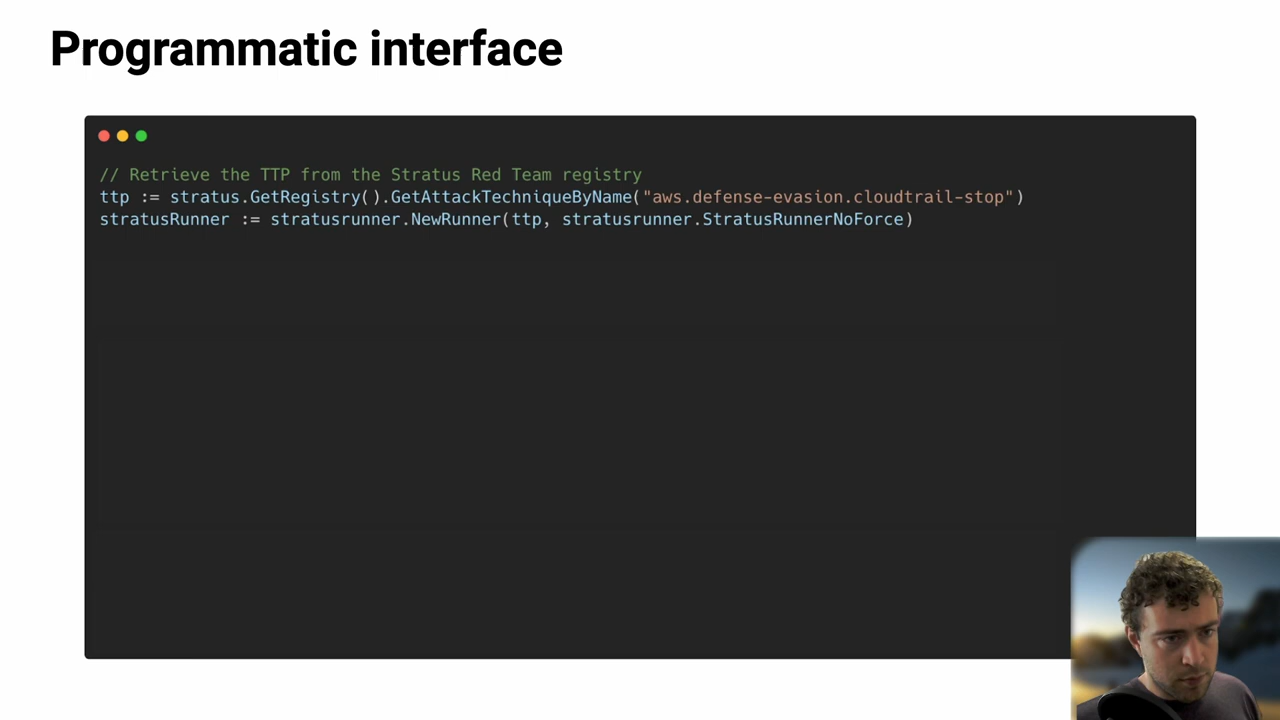 Programmatic interface
// Retrieve the TTP from the Stratus Red Team registry
ttp := stratus.GetRegistry().GetAttackTechniqueByName("aws.defense-evasion.cloudtrail-stop")
stratusRunner := stratusrunner.NewRunner(ttp, stratusrunner.StratusRunnerNoForce)